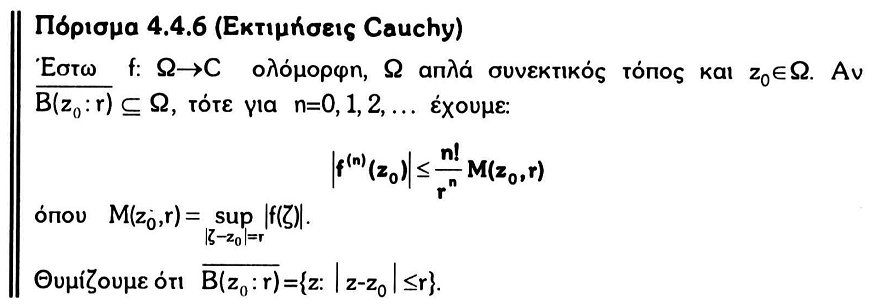 Πόρισμα 4.4.6 (Εκτιμήσεις Cauchy)
Έστω f: Ω→C ολόμορφη, Ω απλά συνεκτικός τόπος και z₀∈Ω. Αν
B(z₀:r) ⊆ Ω, τότε για n=0, 1, 2, ... έχουμε:
|f⁽ⁿ⁾(z₀)| ≤ n!/rⁿ M(z₀,r)
όπου M(z₀,r) = sup |f(ζ)|.
|ζ−z₀|=r
Θυμίζουμε ότι B(z₀:r)={z: |z-z₀|≤r}.